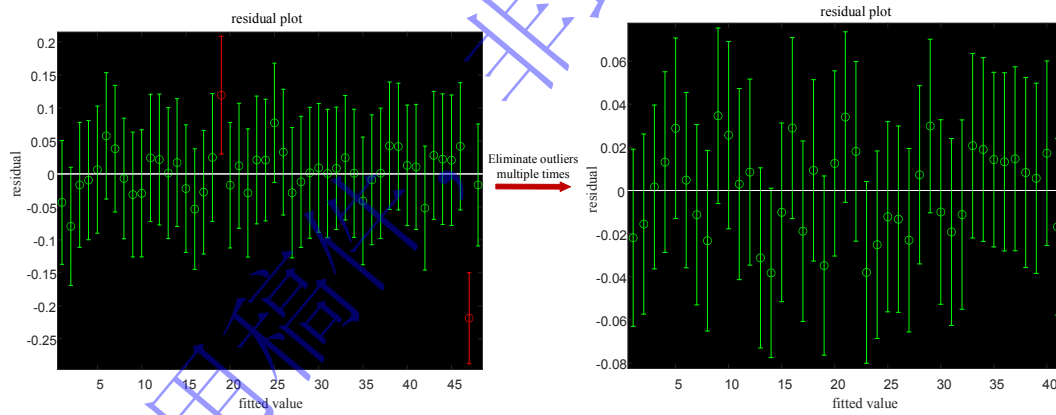 residual plot
0.2
0.15
0.1
0.05
0
-0.05
-0.1
-0.15
-0.2
-0.25
residual
5 10 15 20 25 30 35 40 45
fitted value
Eliminate outliers
multiple times
residual plot
0.06
0.04
0.02
0
-0.02
-0.04
-0.06
-0.08
residual
5 10 15 20 25 30 35 40
fitted value
用稿件